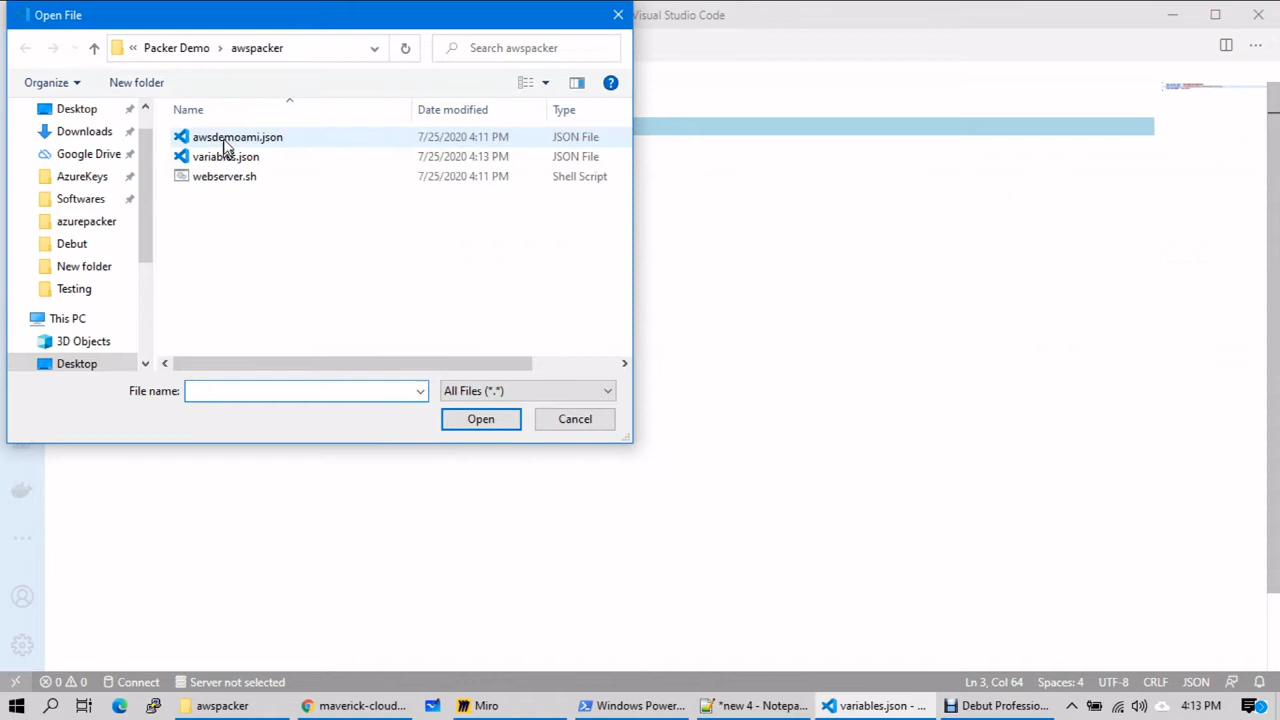 Open File
Visual Studio Code
Packer Demo
awspacker
Search awspacker
Organize
New folder
Name
Date modified
Type
Desktop
Downloads
Google Drive
AzureKeys
Softwares
azurepacker
Debut
New folder
Testing
This PC
3D Objects
Desktop
awsdemoami.json 7/25/2020 4:11 PM JSON File
variables.json 7/25/2020 4:13 PM JSON File
webserver.sh 7/25/2020 4:11 PM Shell Script
File name:
All Files (*.*)
Open
Cancel
0 0 Connect Server not selected
Ln 3, Col 64 Spaces: 4 UTF-8 CRLF JSON
awspacker maverick-cloud... Miro Windows Power... *new 4 - Notepa... variables.json - ... Debut Professio... 4:13 PM